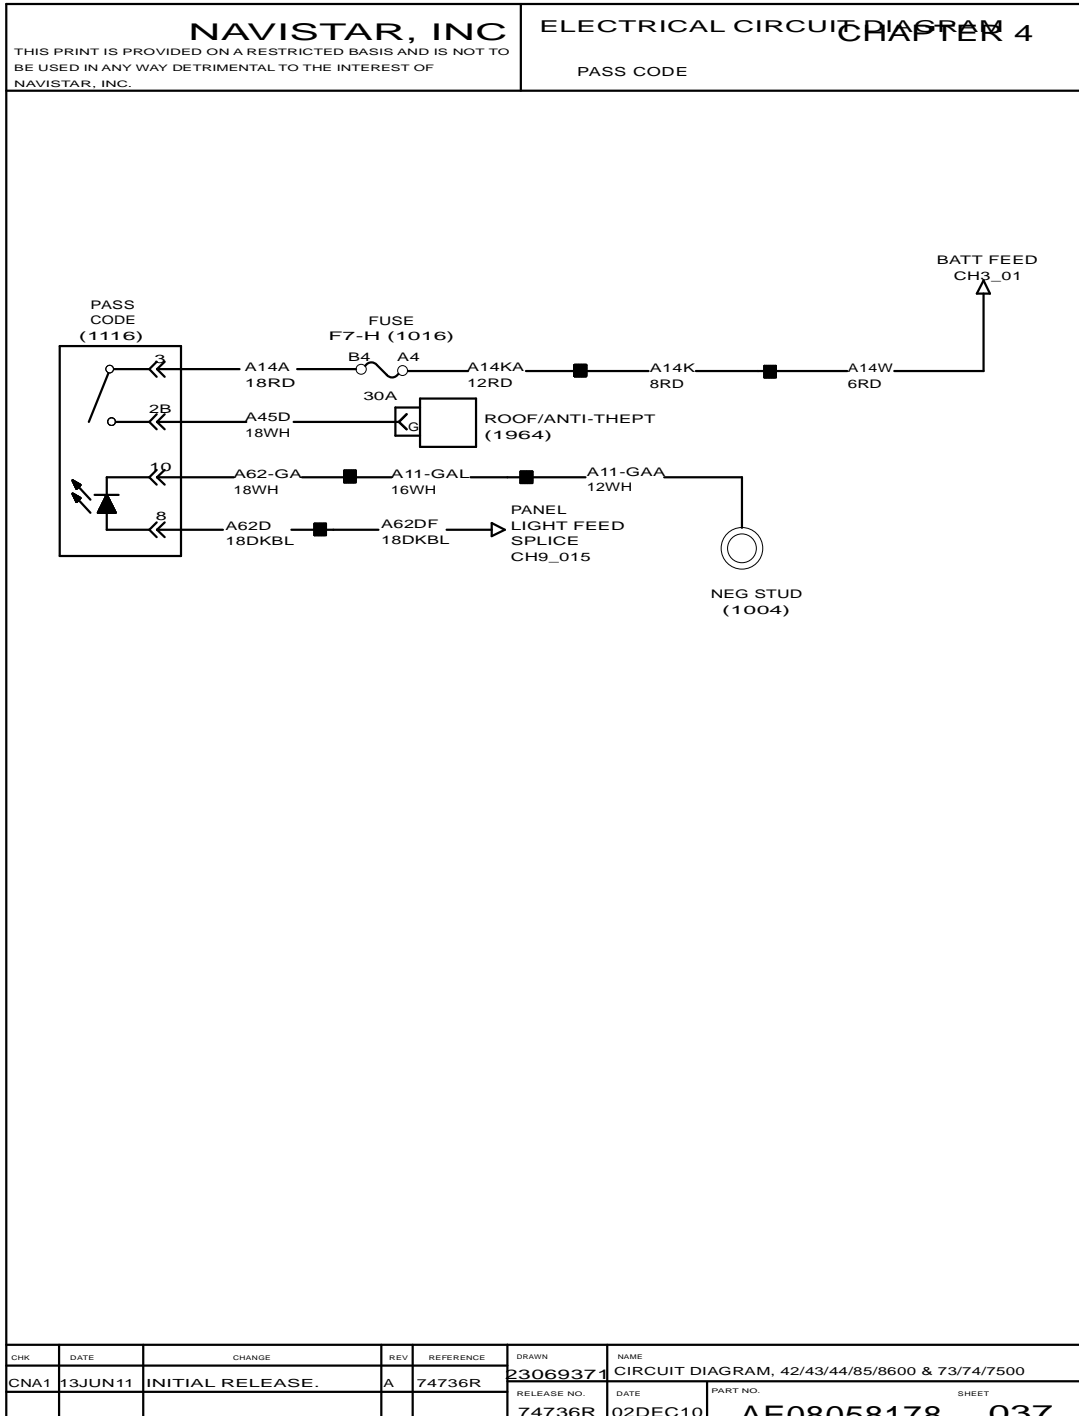 NAVISTAR, INC
THIS PRINT IS PROVIDED ON A RESTRICTED BASIS AND IS NOT TO
BE USED IN ANY WAY DETRIMENTAL TO THE INTEREST OF
NAVISTAR, INC.
ELECTRICAL CIRCUIT DIAGRAM
CHAPTER 4
PASS CODE
BATT FEED
CH3_01
PASS
CODE
(1116)
FUSE
F7-H (1016)
3
A14A
18RD
B4
A4
30A
A14KA
12RD
A14K
8RD
A14W
6RD
2B
A45D
18WH
G
ROOF/ANTI-THEPT
(1964)
10
A62-GA
18WH
A11-GAL
16WH
A11-GAA
12WH
8
A62D
18DKBL
A62DF
18DKBL
PANEL
LIGHT FEED
SPLICE
CH9_015
NEG STUD
(1004)
CHK DATE CHANGE REV REFERENCE
CNA1 13JUN11 INITIAL RELEASE. A 74736R
DRAWN
23069371
NAME
CIRCUIT DIAGRAM, 42/43/44/85/8600 & 73/74/7500
RELEASE NO.
74736R
DATE
02DEC10
PART NO.
AE08058178
SHEET
037